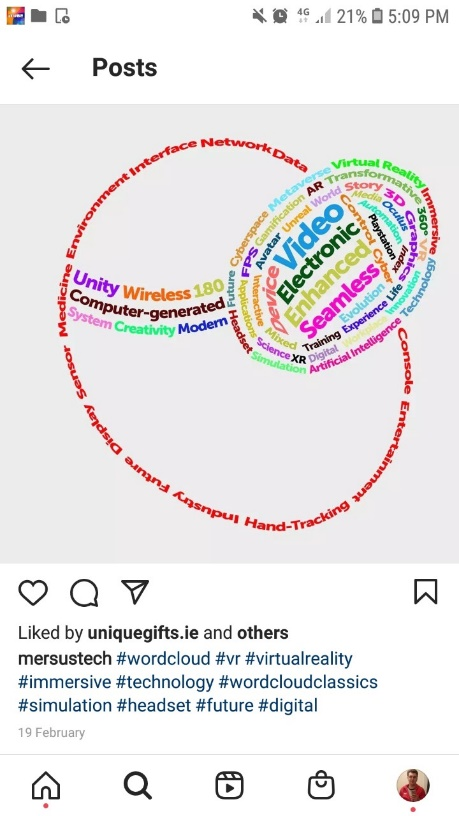 4G 21% 5:09 PM
Posts
Medicine Environment Interface Network Data
Virtual Reality Immersive
Metaverse
Cyberspace
Gamification AR Transformative 360° VR
Unreal World Story 3D Graphics
Media Oculus
Automation
Playstation Index
Control Cyber
FPS Avatar
Device Video
Electronic
Enhanced
Seamless
Unity Wireless 180
Computer-generated
System Creativity Modern
Future
Headset
Applications
Interactive
Mixed
Science XR Digital
Simulation
Training Experience Life Innovation Technology
Evolution
Artificial Intelligence
Console Entertainment Hand-Tracking Industry Future Display Sensor
Liked by uniquegifts.ie and others
mersustech #wordcloud #vr #virtualreality
#immersive #technology #wordcloudclassics
#simulation #headset #future #digital
19 February